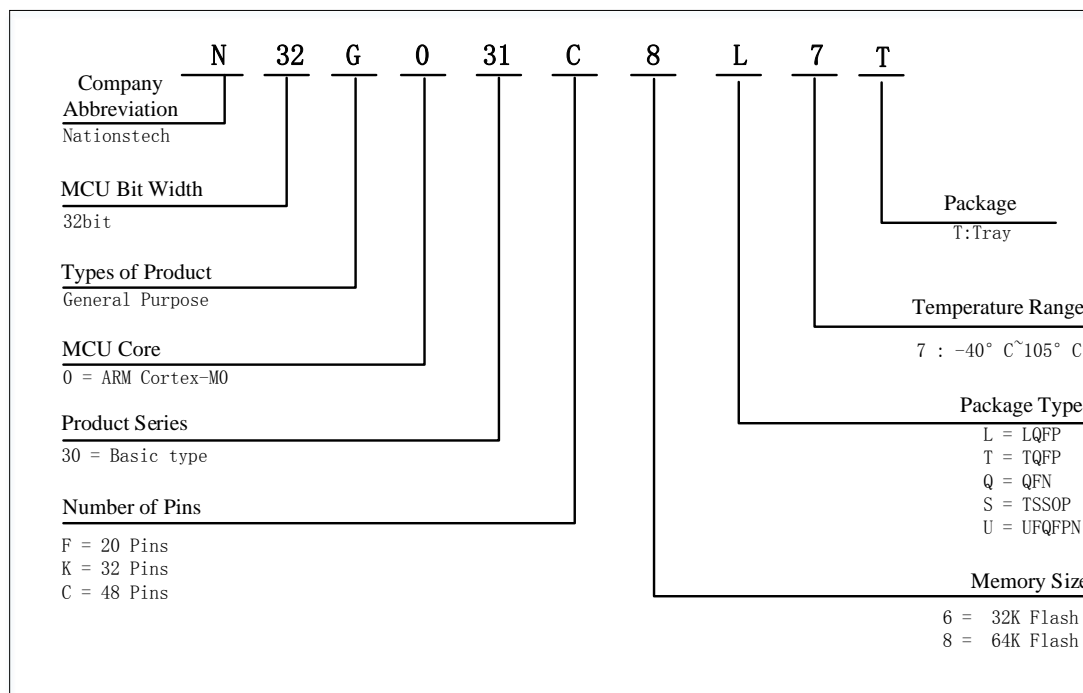 N 32 G 0 31 C 8 L 7 T
Company
Abbreviation
Nationstech
MCU Bit Width
32bit
Types of Product
General Purpose
MCU Core
0 = ARM Cortex-M0
Product Series
30 = Basic type
Number of Pins
F = 20 Pins
K = 32 Pins
C = 48 Pins
Package
T:Tray
Temperature Range
7 : -40° C~105° C
Package Type
L = LQFP
T = TQFP
Q = QFN
S = TSSOP
U = UFQFPN
Memory Size
6 = 32K Flash
8 = 64K Flash